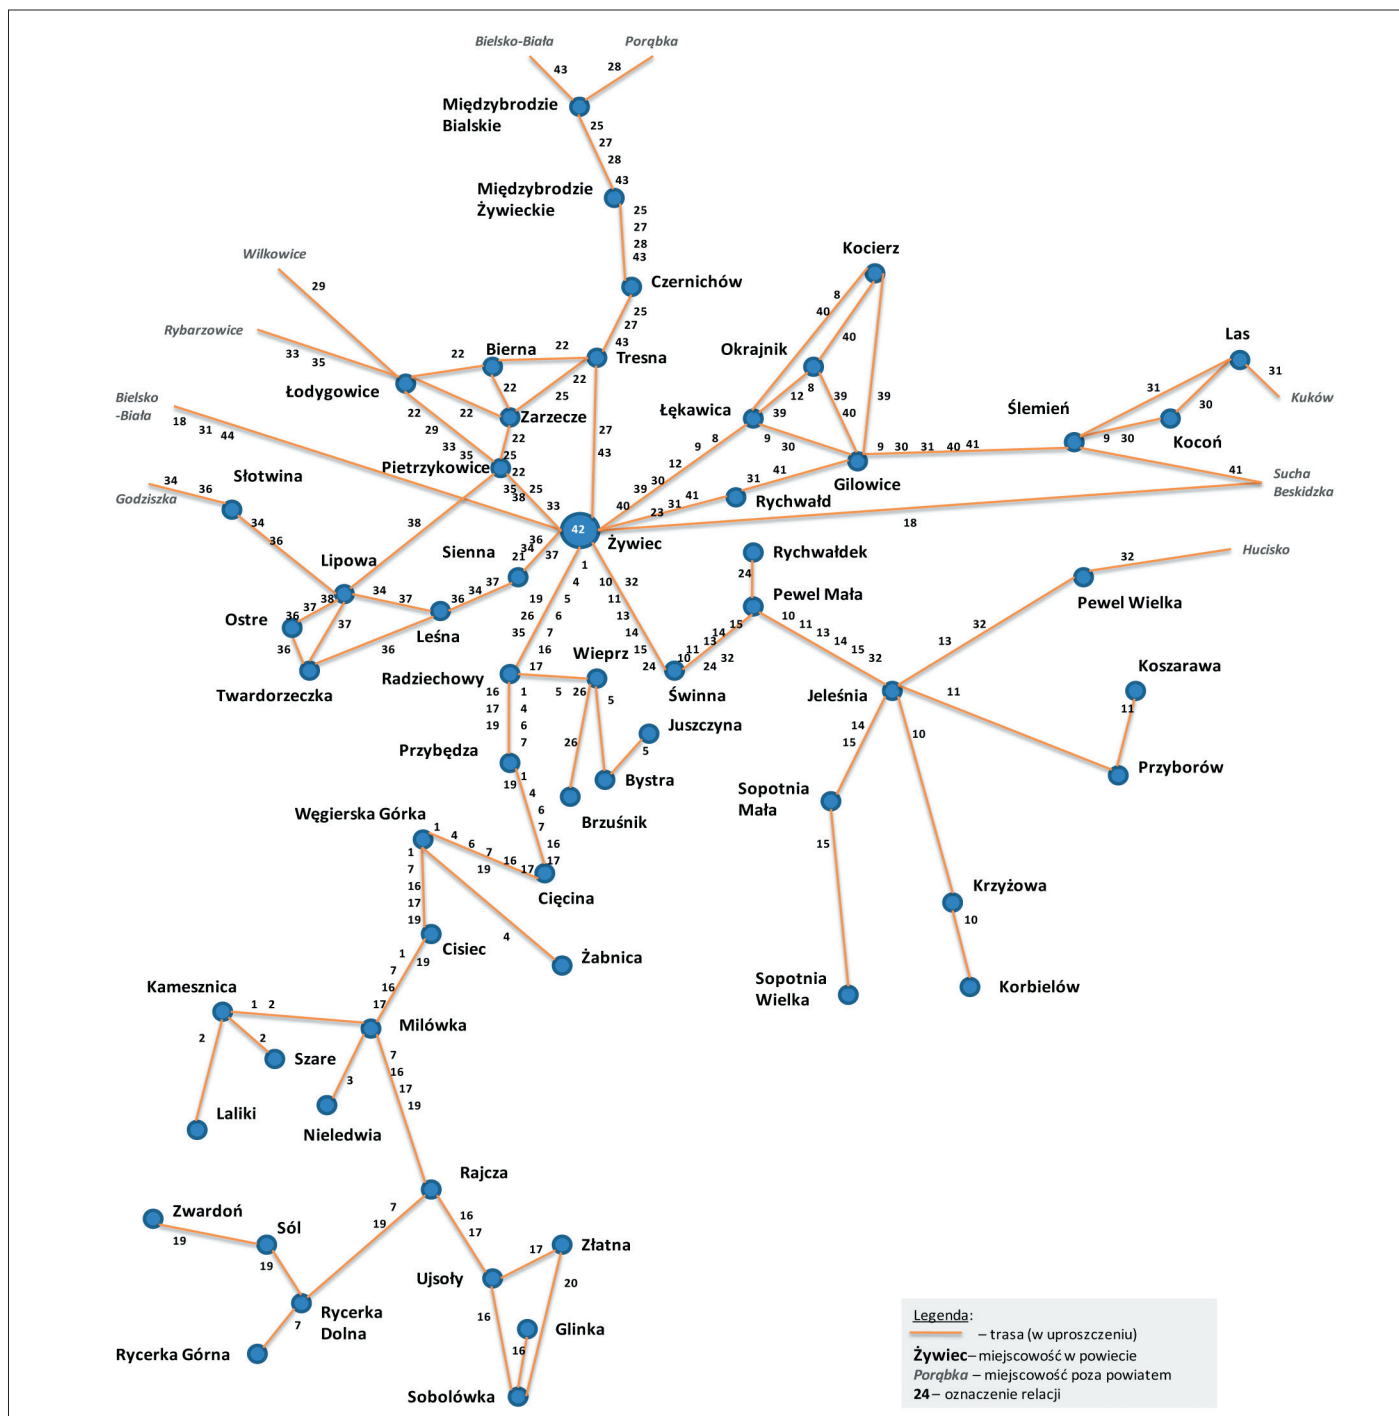 Bielsko-Biała
Porąbka
43
28
Międzybrodzie
Bialskie
25
27
28
43
Międzybrodzie
Żywieckie
25
27
28
43
Czernichów
25
27
43
Tresna
Wilkowice
29
Rybarzowice
33
35
Łodygowice
22
Bierna
22
22
22
25
22
Zarzecze
22
29
33
35
22
25
22
Pietrzykowice
35
38
25
33
27
43
Bielsko
-Biała
18
31
44
Godziszka
34
36
Słotwina
34
36
38
Lipowa
Sienna
36
34
21
37
34
37
36
34
37
38
37
36
Ostre
37
Leśna
36
36
Twardorzeczka
42
Żywiec
Kocierz
8
40
40
Okrajnik
8
12
39
39
40
39
Łękawica
9
30
8
9
12
30
39
40
Gilowice
41
31
Rychwałd
41
31
23
9
30
31
40
41
Ślemień
31
Las
31
Kuków
30
9
30
Kocoń
41
Sucha
Beskidzka
18
Rychwałdek
24
Pewel Mała
1
4
5
6
7
16
17
19
26
35
10
32
11
13
14
15
24
15
14
13
11
10
24
32
Świnna
10
11
13
14
15
32
Jeleśnia
13
32
Pewel Wielka
32
Hucisko
11
Koszarawa
11
Przyborów
14
15
Sopotnia
Mała
15
Sopotnia
Wielka
10
Krzyżowa
10
Korbielów
Radziechowy
Wieprz
5
26
5
26
Juszczyna
5
Bystra
Brzuśnik
16
17
19
1
4
6
7
Przybędza
19
1
4
6
7
16
17
Cięcina
Węgierska Górka
1
4
6
7
16
17
19
1
7
16
17
19
Cisiec
4
Żabnica
1
19
7
16
17
Kamesznica
1
2
Milówka
2
2
Szare
Laliki
3
Nieledwia
7
16
17
19
Rajcza
7
19
Zwardoń
19
Sól
19
Rycerka
Dolna
7
Rycerka Górna
16
17
Ujsoły
17
Złatna
20
16
Glinka
16
Sobolówka
Legenda:
– trasa (w uproszczeniu)
Żywiec– miejscowość w powiecie
Porąbka – miejscowość poza powiatem
24 – oznaczenie relacji